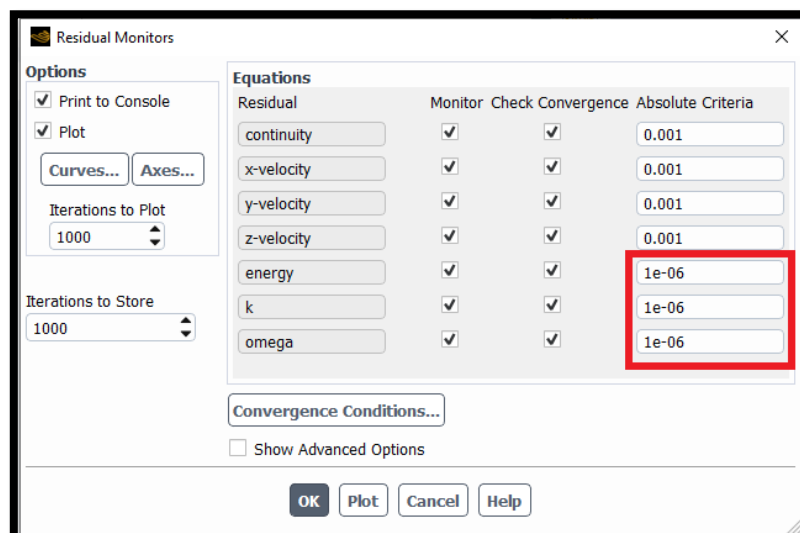 Residual Monitors
Options
Print to Console
Plot
Curves... Axes...
Iterations to Plot
1000
Iterations to Store
1000
Equations
Residual Monitor Check Convergence Absolute Criteria
continuity 0.001
x-velocity 0.001
y-velocity 0.001
z-velocity 0.001
energy 1e-06
k 1e-06
omega 1e-06
Convergence Conditions...
Show Advanced Options
OK Plot Cancel Help